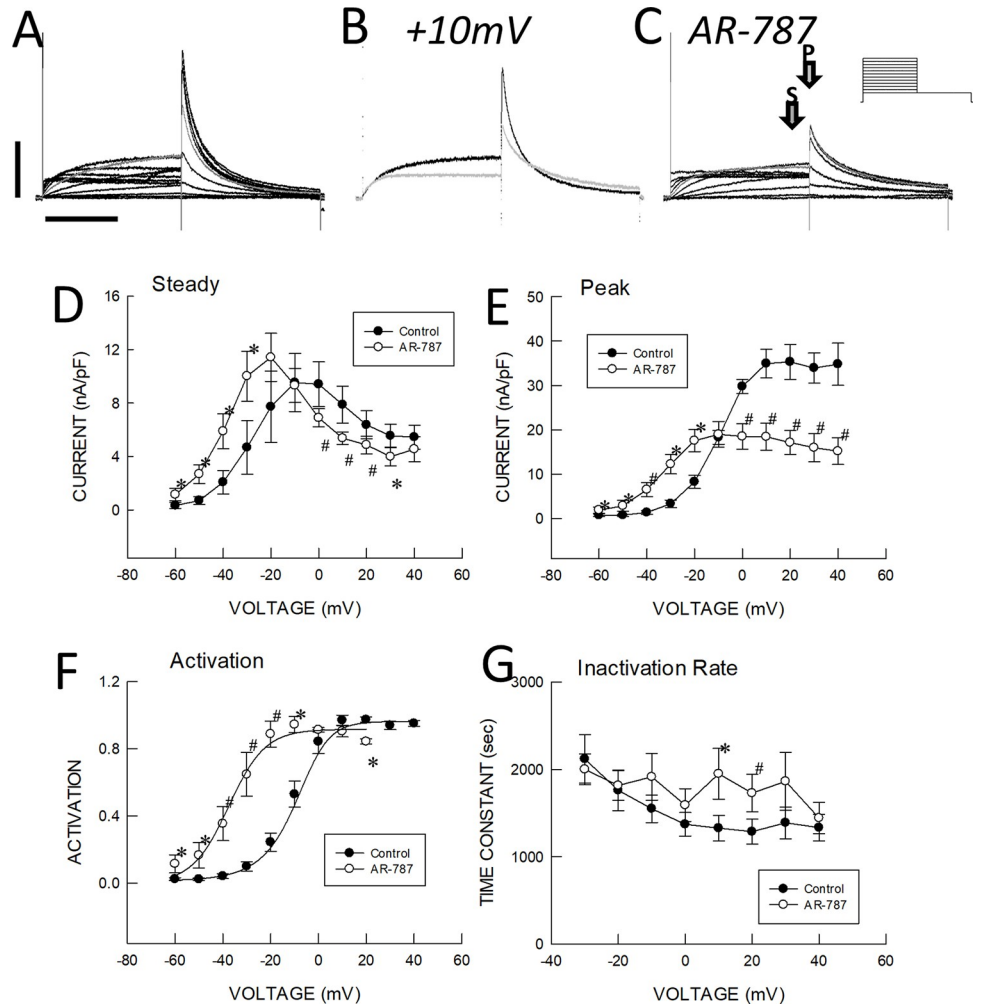 A
B +10mV
C AR-787
P
S
D Steady
16
12
8
4
0
CURRENT (nA/pF)
Control
AR-787
*
*
*
*
#
#
#
*
-80 -60 -40 -20 0 20 40 60
VOLTAGE (mV)
E Peak
50
40
30
20
10
0
CURRENT (nA/pF)
Control
AR-787
*
*
#
*
*
#
#
#
#
#
-80 -60 -40 -20 0 20 40 60
VOLTAGE (mV)
F Activation
1.2
0.8
0.4
0.0
ACTIVATION
*
*
#
#
#
*
*
Control
AR-787
-80 -60 -40 -20 0 20 40 60
VOLTAGE (mV)
G Inactivation Rate
3000
2000
1000
0
TIME CONSTANT (sec)
*
#
Control
AR-787
-40 -20 0 20 40 60
VOLTAGE (mV)